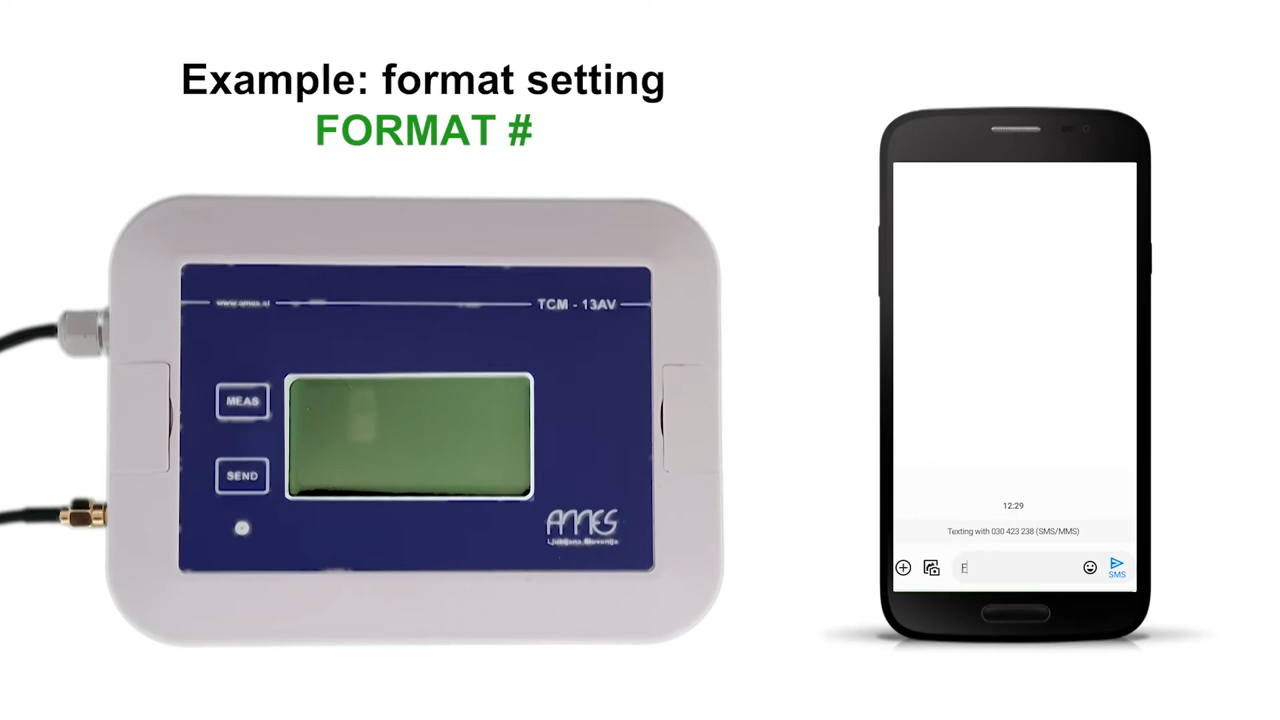 Example: format setting
FORMAT #
www.ames.si
TCM - 13AV
MEAS
SEND
AMES
Ljubljana, Slovenija
12:29
Texting with 030 423 238 (SMS/MMS)
F
SMS